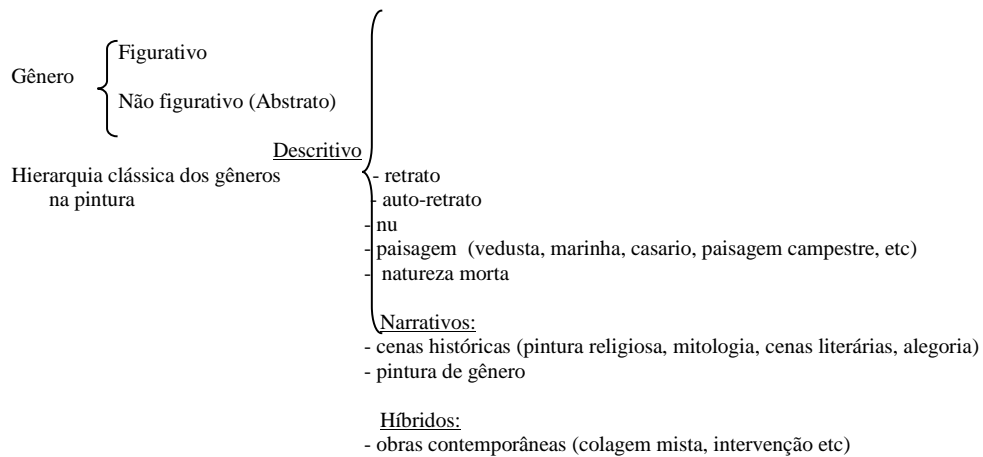 Figurativo
Gênero
Não figurativo (Abstrato)
Descritivo
Hierarquia clássica dos gêneros - retrato
na pintura - auto-retrato
- nu
- paisagem (vedusta, marinha, casario, paisagem campestre, etc)
- natureza morta
Narrativos:
- cenas históricas (pintura religiosa, mitologia, cenas literárias, alegoria)
- pintura de gênero
Híbridos:
- obras contemporâneas (colagem mista, intervenção etc)